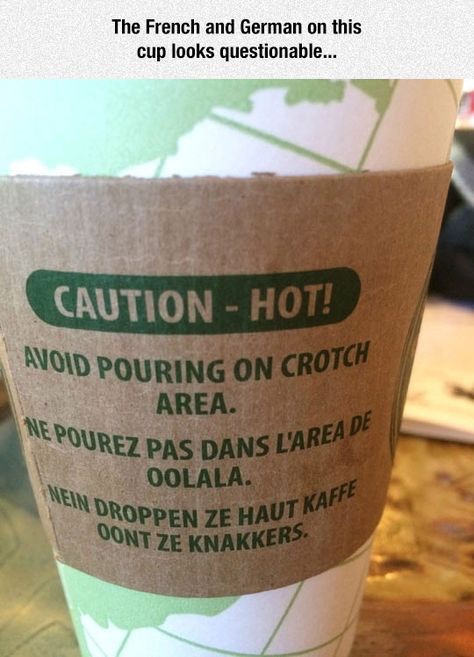 The French and German on this
cup looks questionable...
CAUTION - HOT!
AVOID POURING ON CROTCH
AREA.
NE POUREZ PAS DANS L'AREA DE
OOLALA.
NEIN DROPPEN ZE HAUT KAFFE
OONT ZE KNAKKERS.